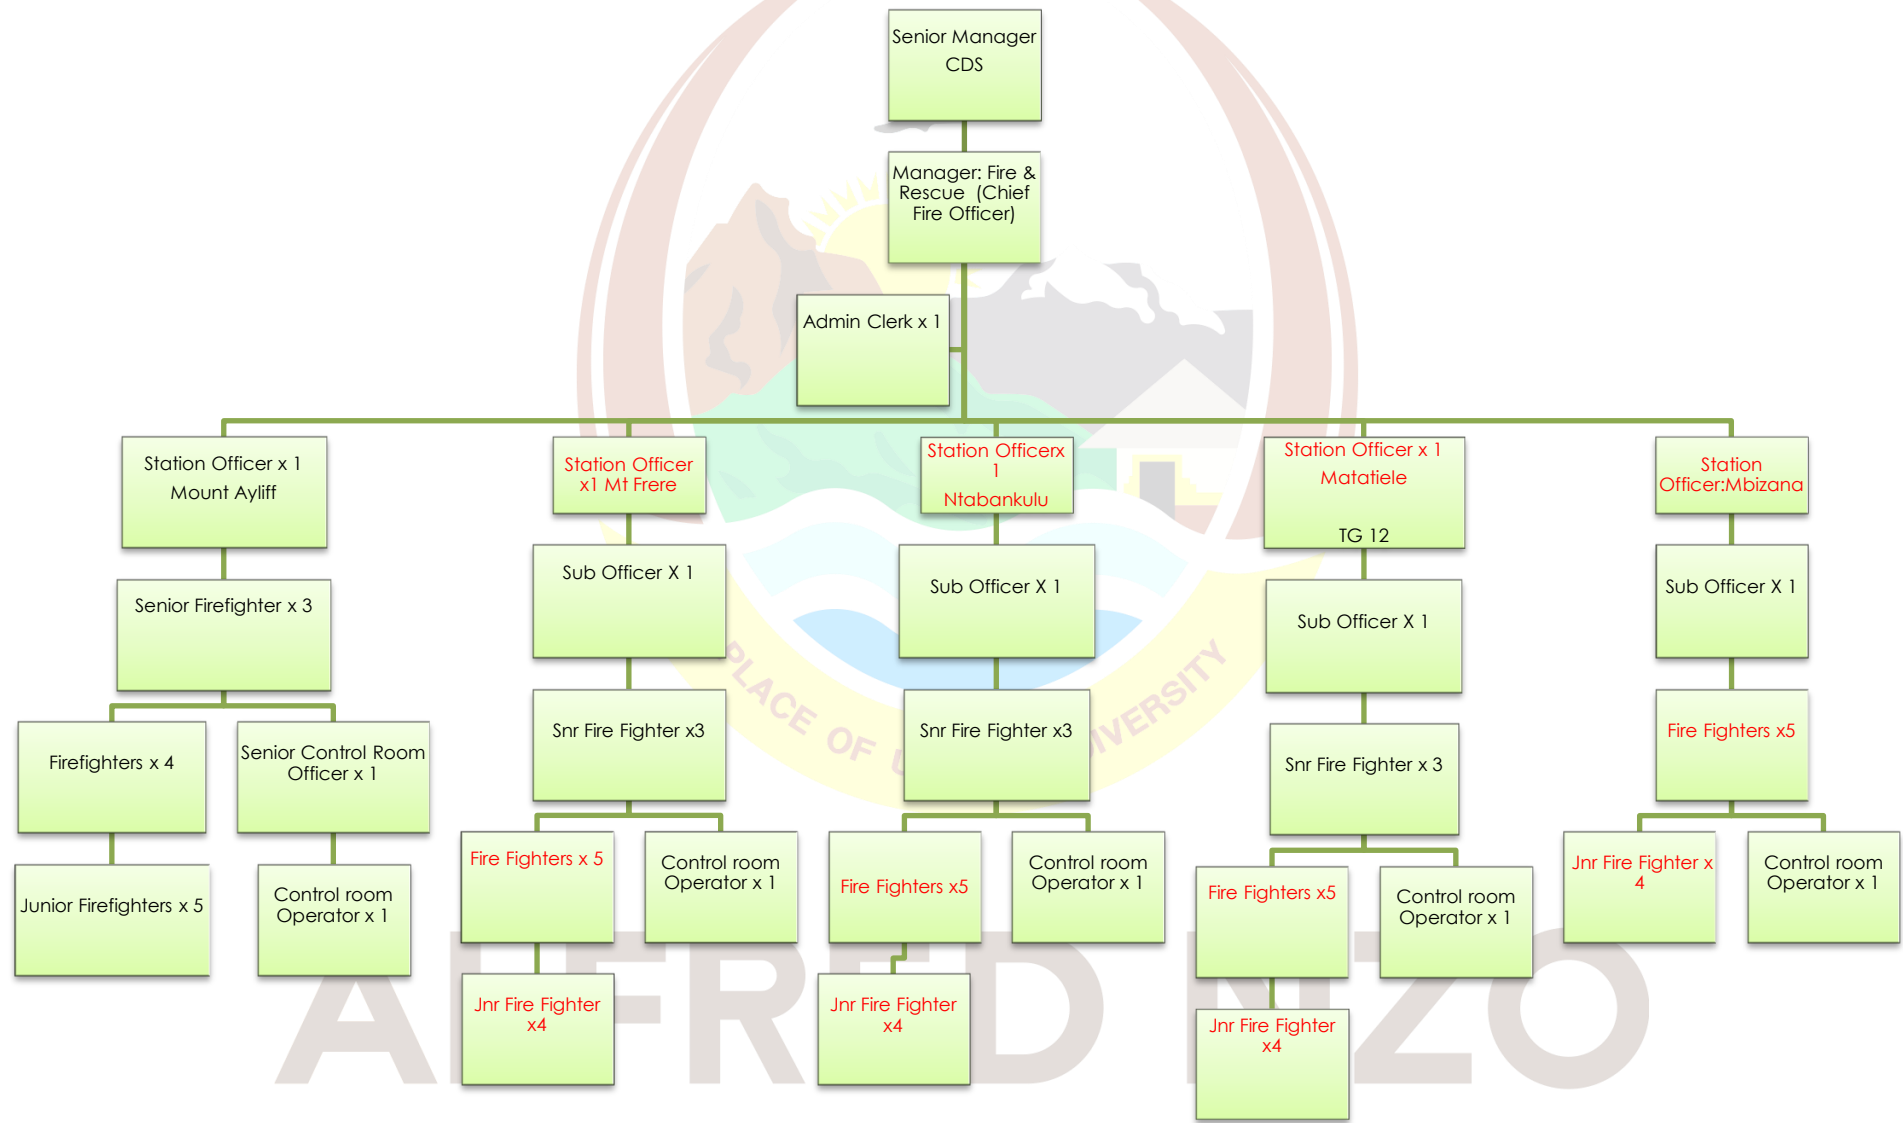 Senior Manager
CDS
Manager: Fire &
Rescue (Chief
Fire Officer)
Admin Clerk x 1
Station Officer x 1
Mount Ayliff
Station Officer
x1 Mt Frere
Station Officerx
1
Ntabankulu
Station Officer x 1
Matatiele
TG 12
Station
Officer:Mbizana
Senior Firefighter x 3
Sub Officer X 1
Sub Officer X 1
Sub Officer X 1
Sub Officer X 1
Firefighters x 4
Senior Control Room
Officer x 1
Snr Fire Fighter x3
Snr Fire Fighter x3
Snr Fire Fighter x 3
Fire Fighters x5
Junior Firefighters x 5
Control room
Operator x 1
Fire Fighters x 5
Control room
Operator x 1
Fire Fighters x5
Control room
Operator x 1
Fire Fighters x5
Control room
Operator x 1
Jnr Fire Fighter x
4
Control room
Operator x 1
Jnr Fire Fighter
x4
Jnr Fire Fighter
x4
Jnr Fire Fighter
x4
PLACE OF
ALFRED NZO